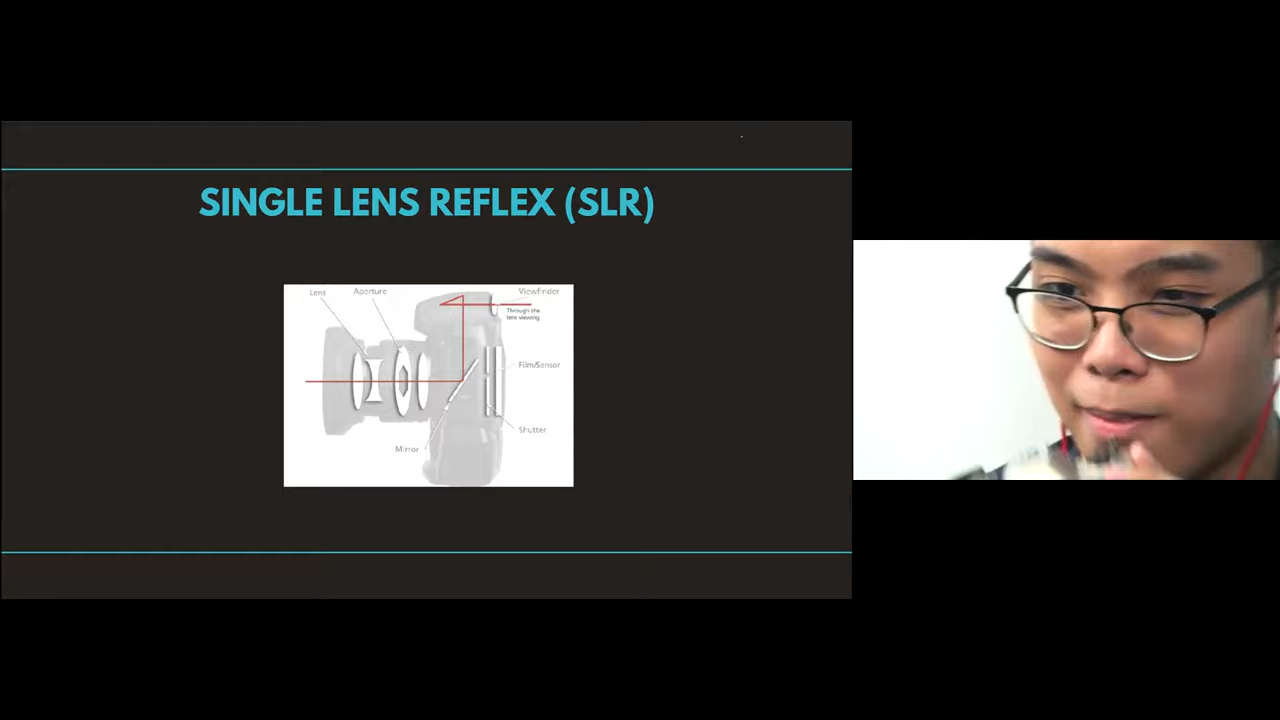 SINGLE LENS REFLEX (SLR)
Lens
Aperture
Viewfinder
Through the
lens viewing
Film/Sensor
Shutter
Mirror